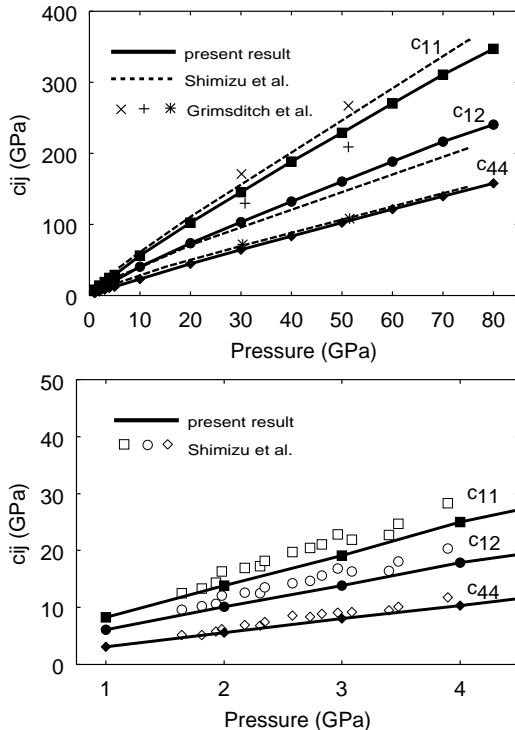 400
300
200
100
0
cij (GPa)
present result
Shimizu et al.
Grimsditch et al.
c11
c12
c44
0 10 20 30 40 50 60 70 80
Pressure (GPa)
50
40
30
20
10
0
cij (GPa)
present result
Shimizu et al.
c11
c12
c44
1 2 3 4
Pressure (GPa)